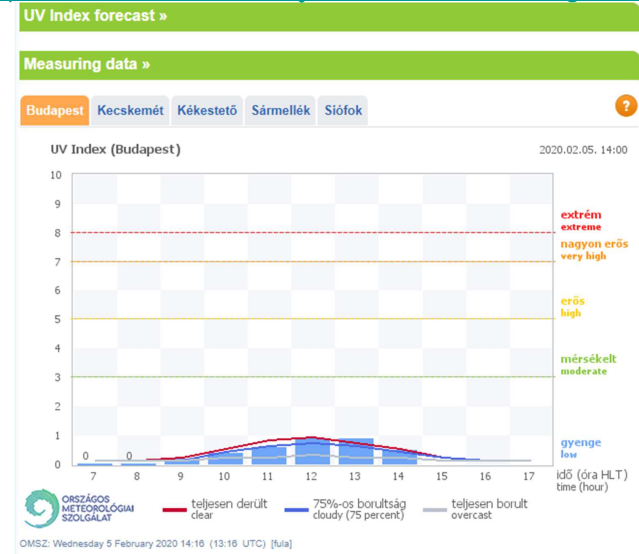 UV Index forecast »
Measuring data »
Budapest Kecskemét Kékestető Sármellék Siófok ?
UV Index (Budapest) 2020.02.05. 14:00
10
9
8
7
6
5
4
3
2
1
0
extrém
extreme
nagyon erős
very high
erős
high
mérsékelt
moderate
gyenge
low
0 0
7 8 9 10 11 12 13 14 15 16 17
idő (óra HLT)
time (hour)
ORSZÁGOS
METEOROLÓGIAI
SZOLGÁLAT
teljesen derült
clear
75%-os borultság
cloudy (75 percent)
teljesen borult
overcast
OMSZ: Wednesday 5 February 2020 14:16 (13:16 UTC) [fula]